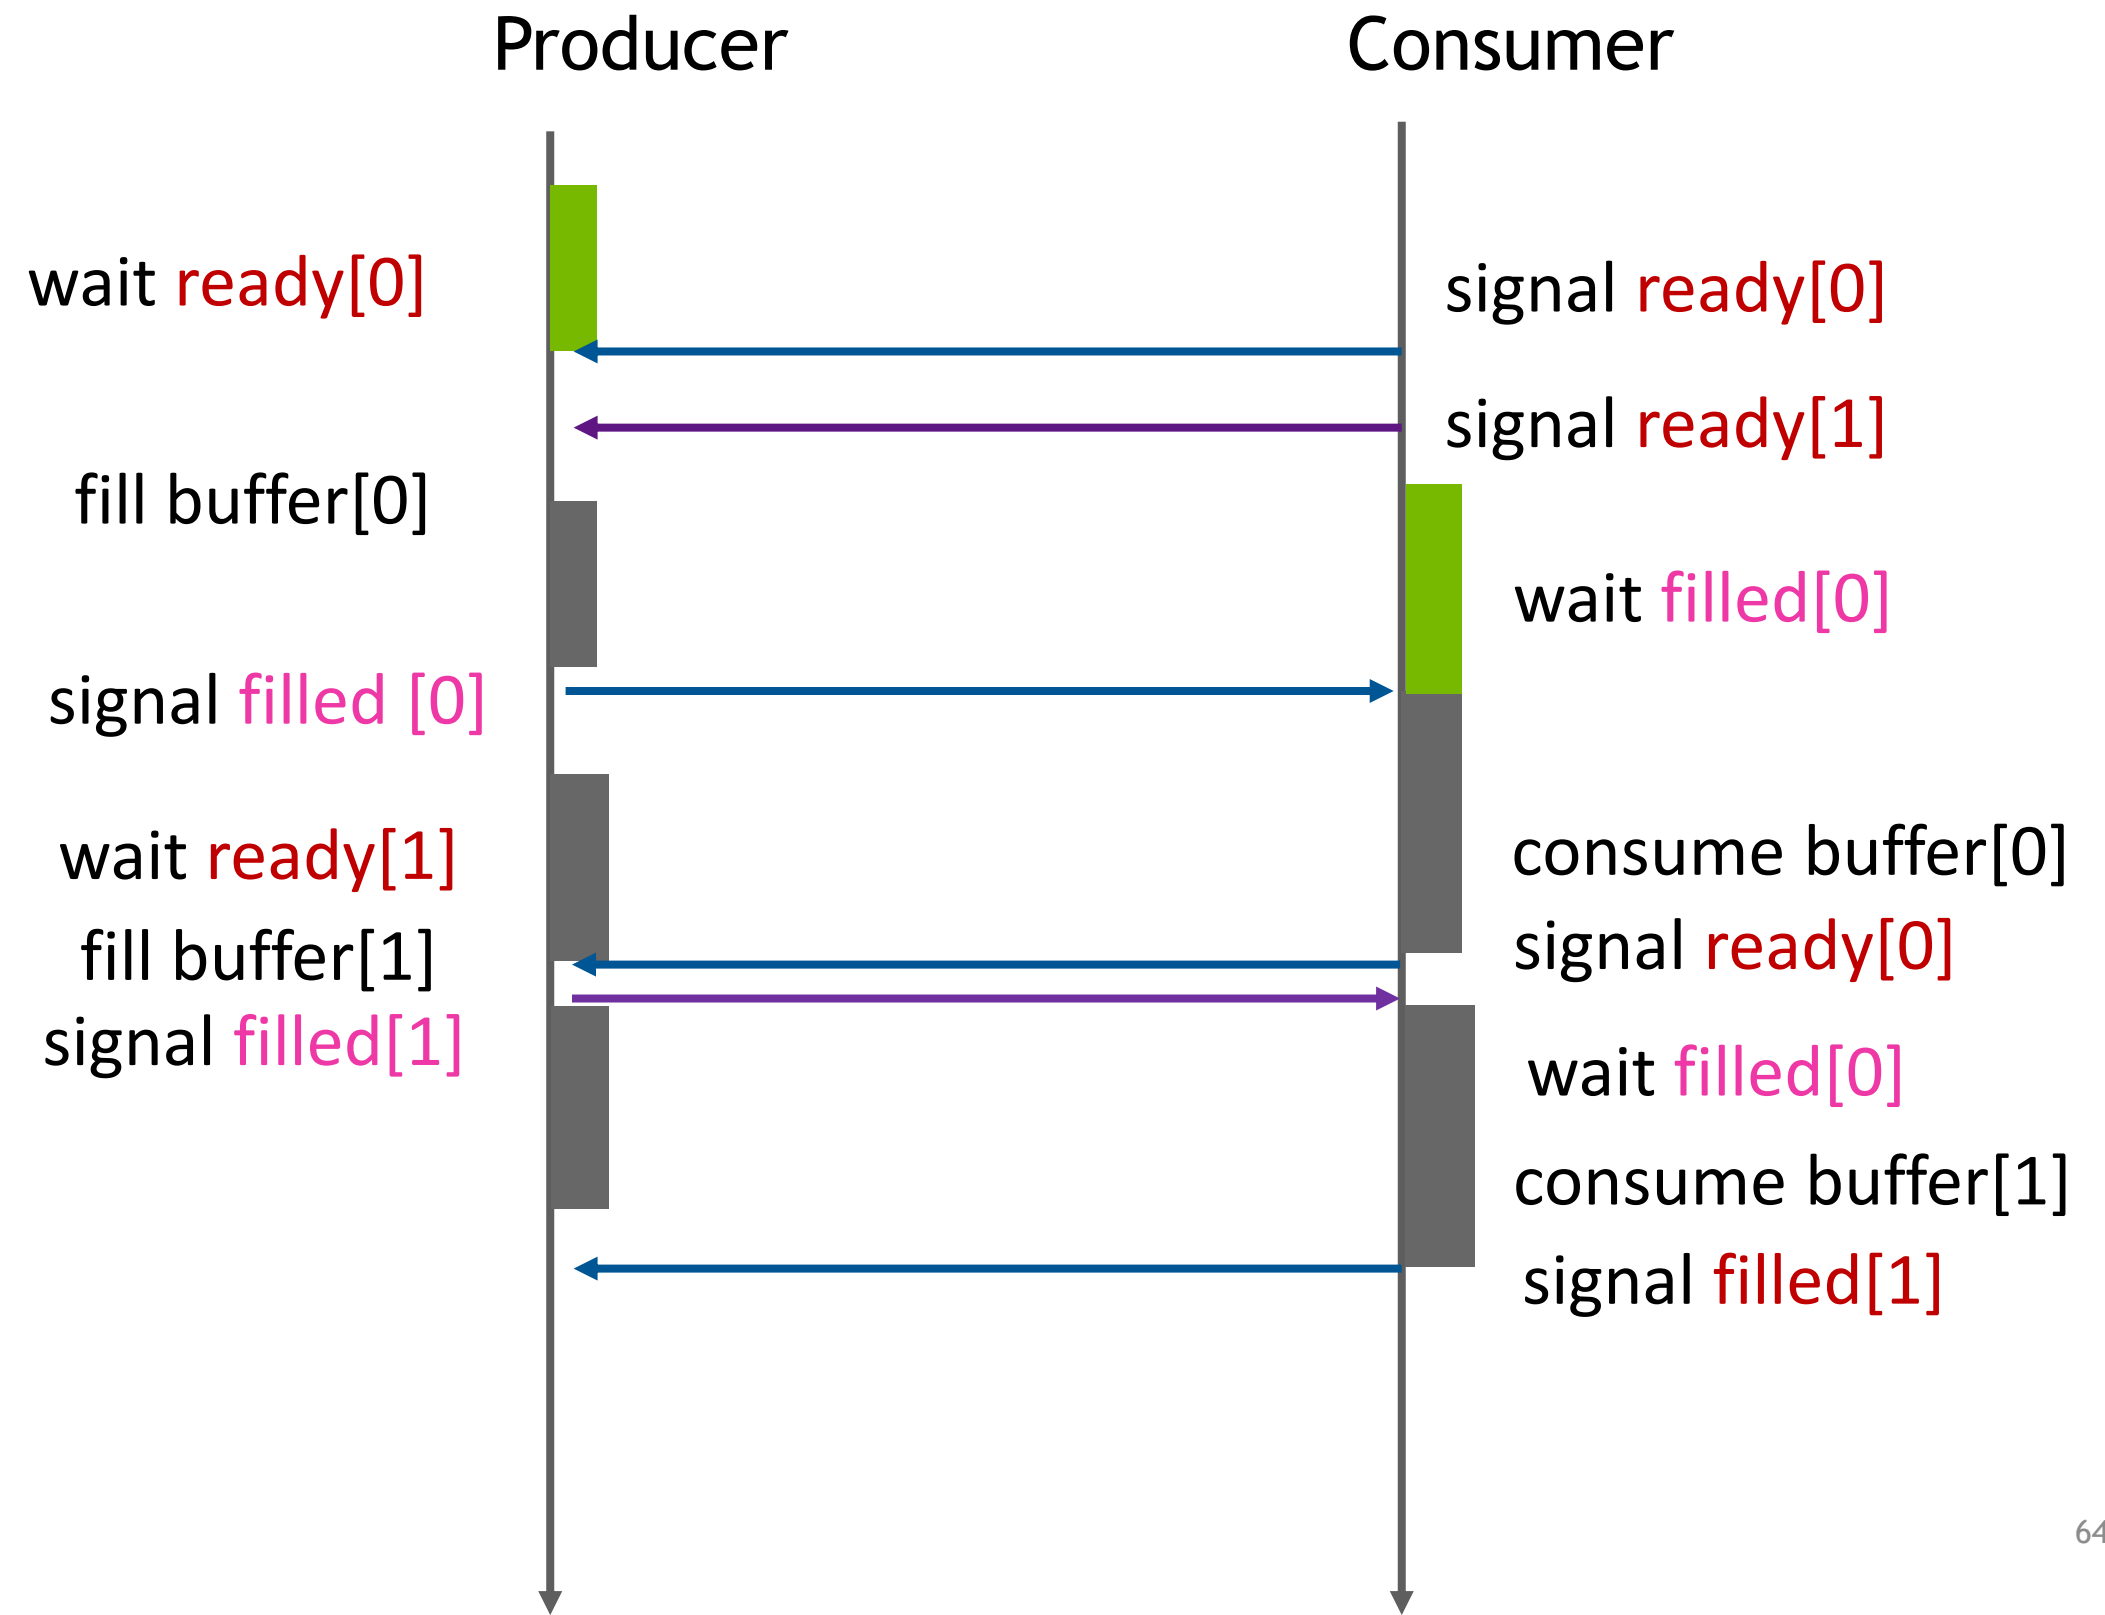 Producer
Consumer
wait ready[0]
signal ready[0]
signal ready[1]
fill buffer[0]
wait filled[0]
signal filled [0]
wait ready[1]
consume buffer[0]
fill buffer[1]
signal ready[0]
signal filled[1]
wait filled[0]
consume buffer[1]
signal filled[1]
64